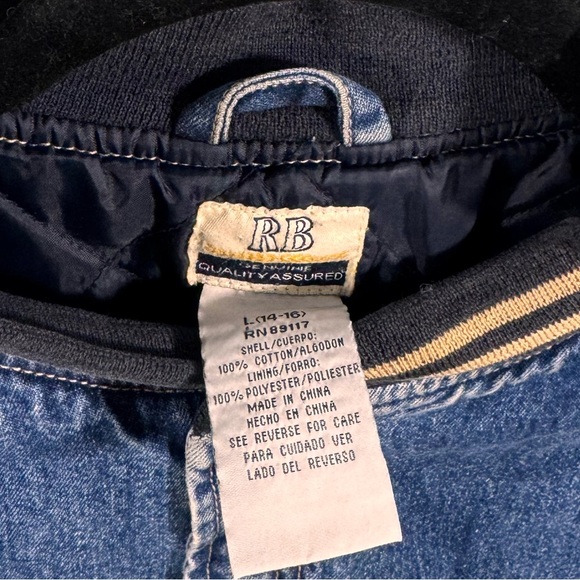 RB
GENUINE
QUALITY ASSURED
L(14-16)
RN 89117
SHELL/CUERPO:
100% COTTON/ALGODON
LINING/FORRO:
100% POLYESTER/POLIESTER
MADE IN CHINA
HECHO EN CHINA
SEE REVERSE FOR CARE
PARA CUIDADO VER
LADO DEL REVERSO